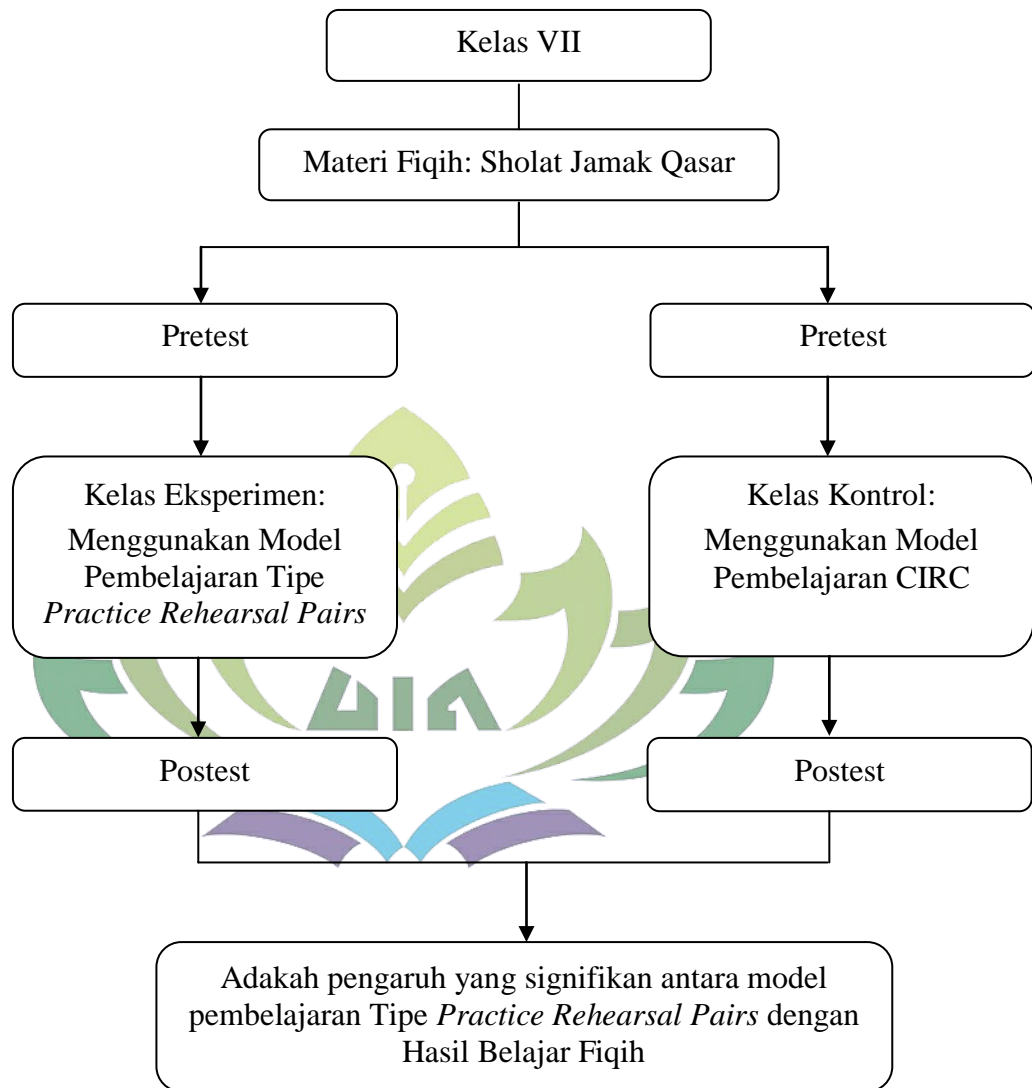 Kelas VII
Materi Fiqih: Sholat Jamak Qasar
Pretest
Pretest
Kelas Eksperimen:
Menggunakan Model
Pembelajaran Tipe
Practice Rehearsal Pairs
Kelas Kontrol:
Menggunakan Model
Pembelajaran CIRC
UIN
Postest
Postest
Adakah pengaruh yang signifikan antara model
pembelajaran Tipe Practice Rehearsal Pairs dengan
Hasil Belajar Fiqih